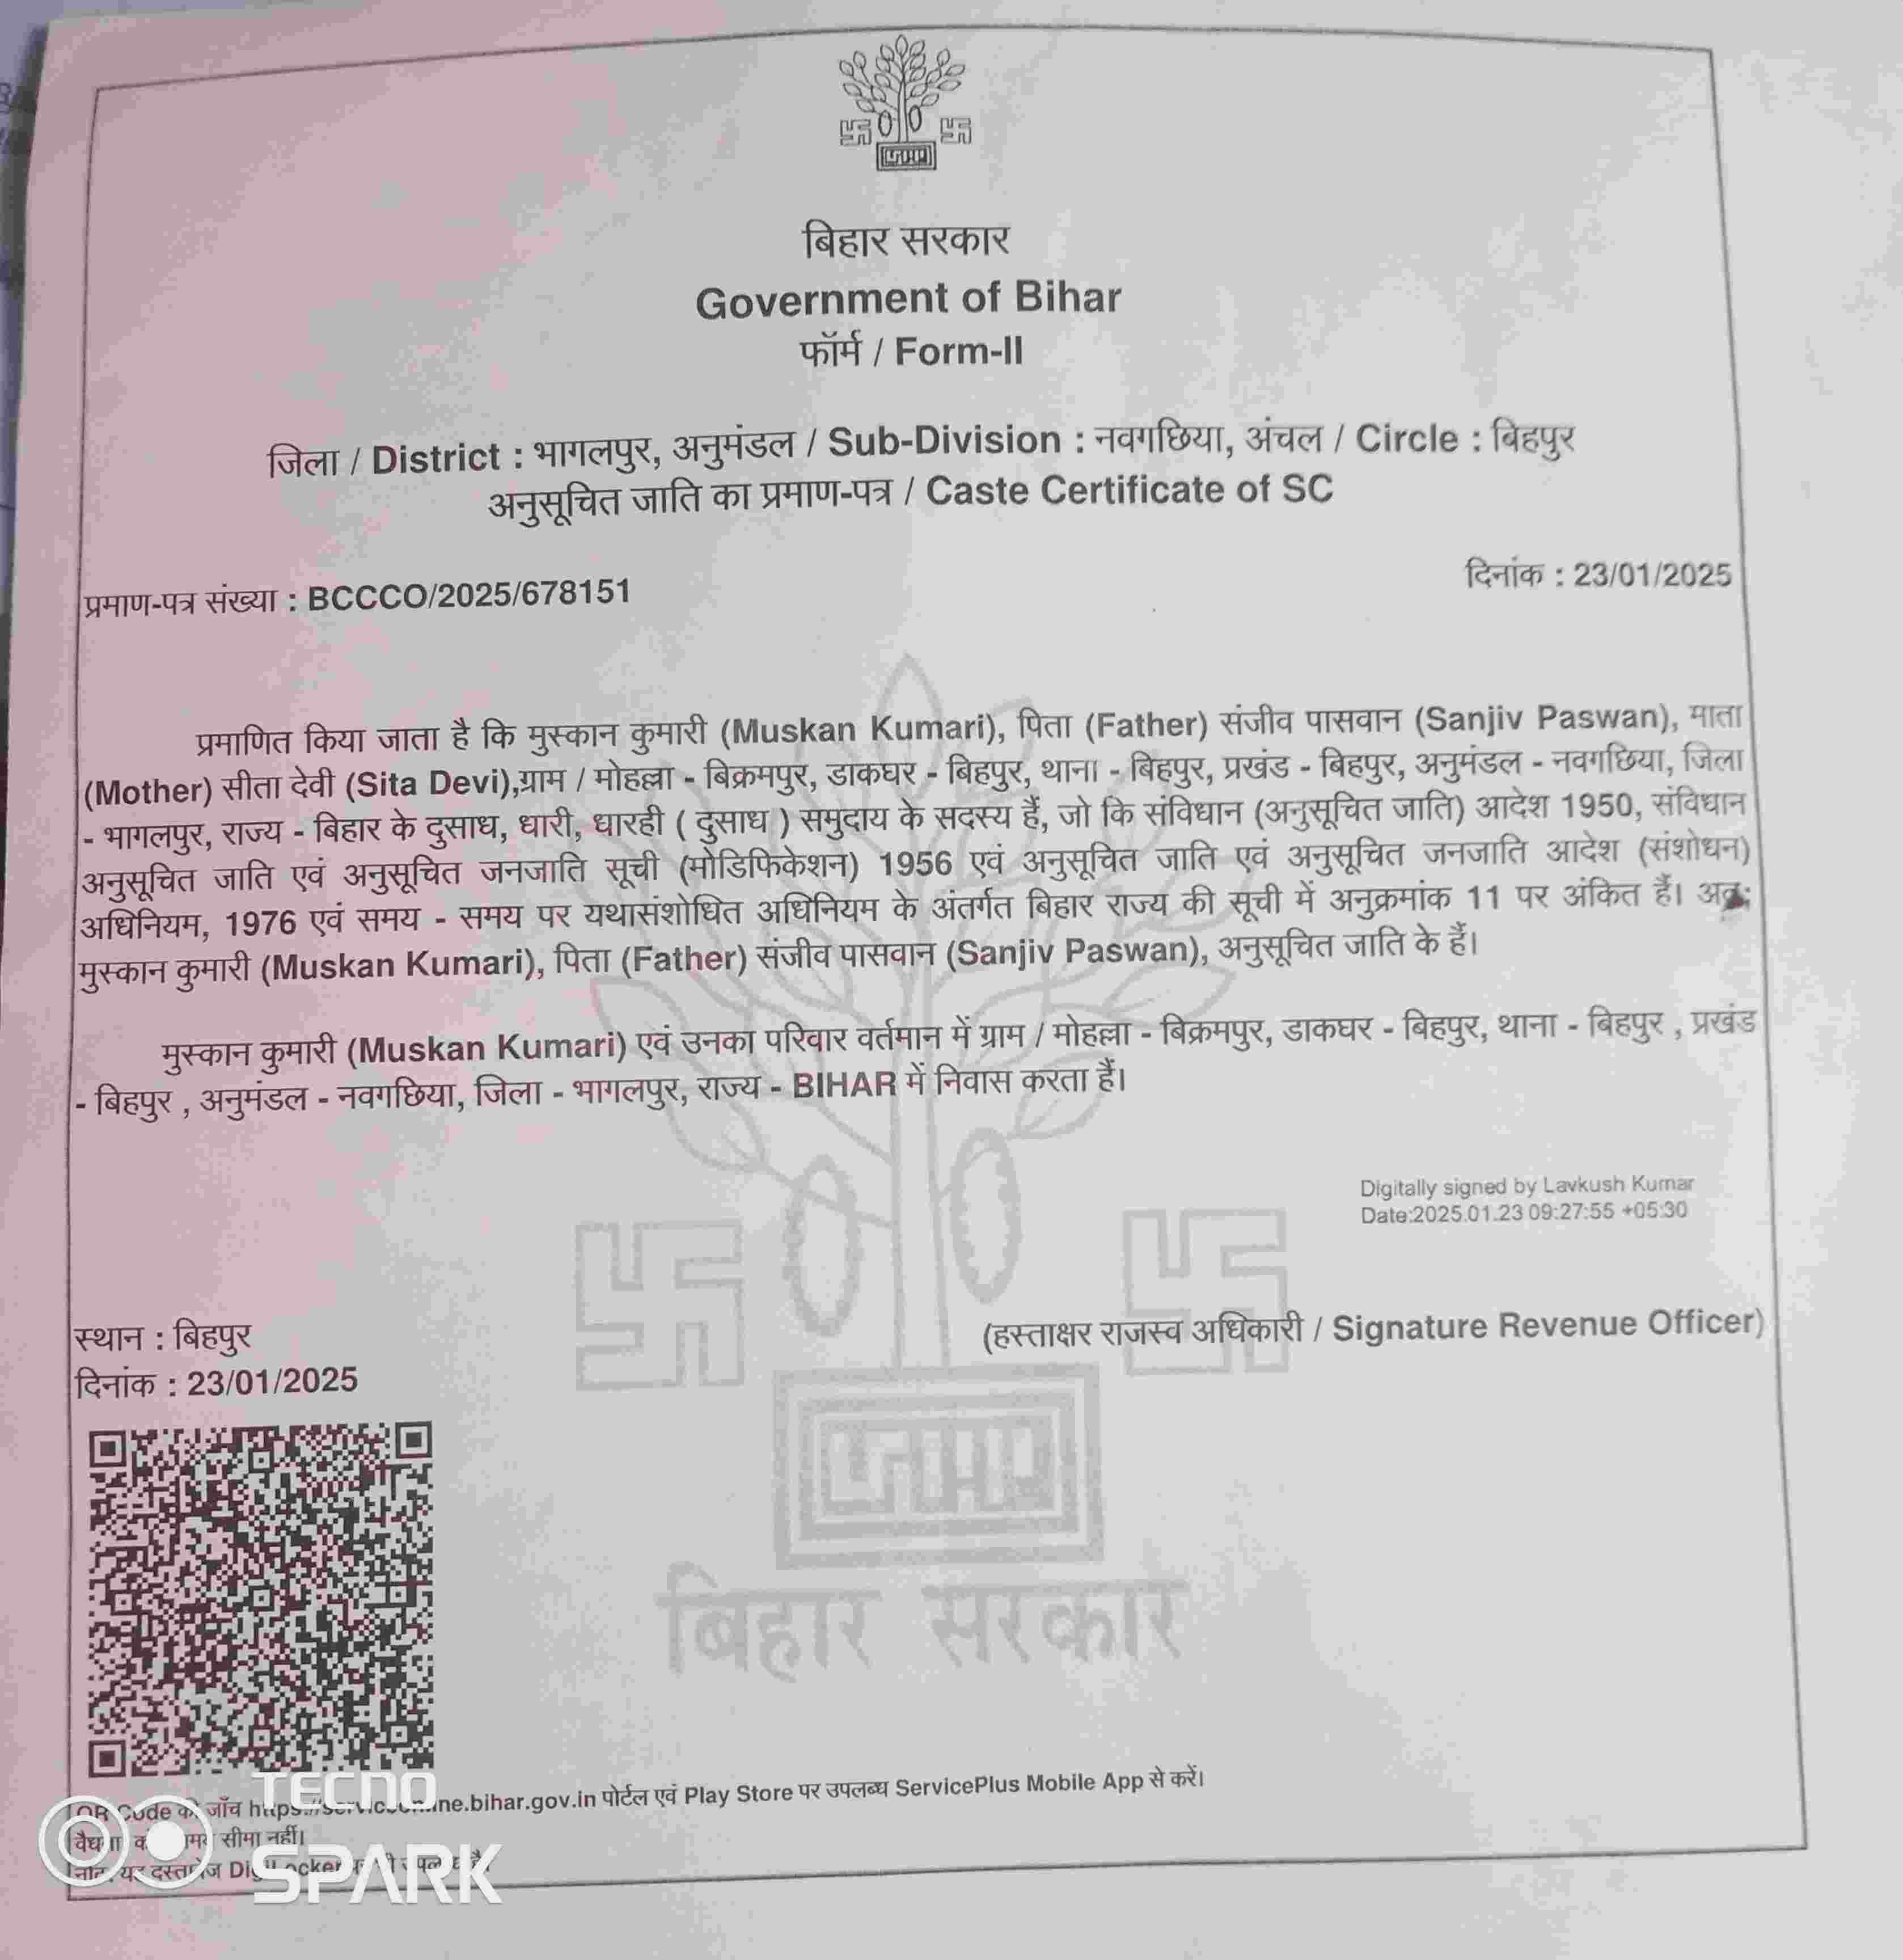 बिहार सरकार
Government of Bihar
फॉर्म / Form-II
जिला / District : भागलपुर, अनुमंडल / Sub-Division : नवगछिया, अंचल / Circle : बिहपुर
अनुसूचित जाति का प्रमाण-पत्र / Caste Certificate of SC
प्रमाण-पत्र संख्या : BCCCO/2025/678151
दिनांक : 23/01/2025
प्रमाणित किया जाता है कि मुस्कान कुमारी (Muskan Kumari), पिता (Father) संजीव पासवान (Sanjiv Paswan), माता
(Mother) सीता देवी (Sita Devi),ग्राम / मोहल्ला - बिक्रमपुर, डाकघर - बिहपुर, थाना - बिहपुर, प्रखंड - बिहपुर, अनुमंडल - नवगछिया, जिला
- भागलपुर, राज्य - बिहार के दुसाध, धारी, धारही ( दुसाध ) समुदाय के सदस्य हैं, जो कि संविधान (अनुसूचित जाति) आदेश 1950, संविधान
अनुसूचित जाति एवं अनुसूचित जनजाति सूची (मोडिफिकेशन) 1956 एवं अनुसूचित जाति एवं अनुसूचित जनजाति आदेश (संशोधन)
अधिनियम, 1976 एवं समय - समय पर यथासंशोधित अधिनियम के अंतर्गत बिहार राज्य की सूची में अनुक्रमांक 11 पर अंकित हैं।
मुस्कान कुमारी (Muskan Kumari), पिता (Father) संजीव पासवान (Sanjiv Paswan), अनुसूचित जाति के हैं।
मुस्कान कुमारी (Muskan Kumari) एवं उनका परिवार वर्तमान में ग्राम / मोहल्ला - बिक्रमपुर, डाकघर - बिहपुर, थाना - बिहपुर , प्रखंड
- बिहपुर , अनुमंडल - नवगछिया, जिला - भागलपुर, राज्य - BIHAR में निवास करता हैं।
Digitally signed by Lavkush Kumar
Date:2025.01.23 09:27:55 +05:30
स्थान : बिहपुर
(हस्ताक्षर राजस्व अधिकारी / Signature Revenue Officer)
दिनांक : 23/01/2025
बिहार सरकार
QR Code की जाँच पोर्टल एवं Play Store पर उपलब्ध ServicePlus Mobile App से करें।
सीमा नहीं।
TECNO
SPARK